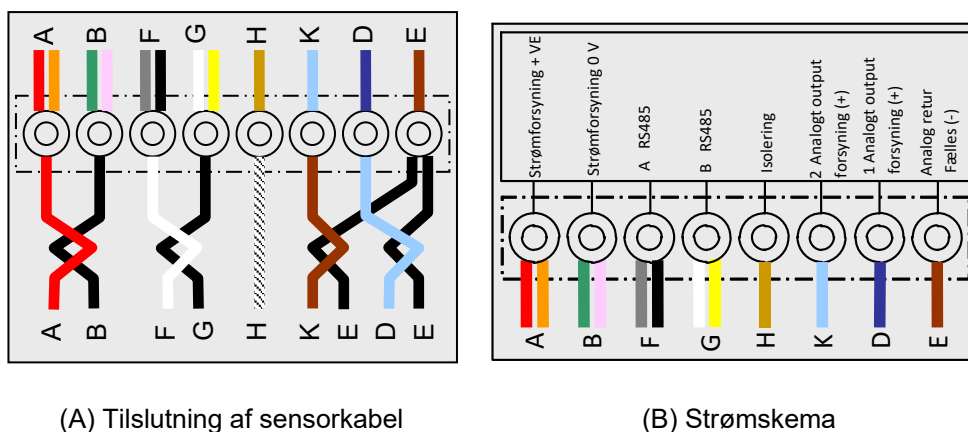 A B F G H K D E
A B F G H K E D E
(A) Tilslutning af sensorkabel
Strømforsyning + VE
Strømforsyning 0 V
A RS485
B RS485
Isolering
2 Analogt output
forsyning (+)
1 Analogt output
forsyning (+)
Analog retur
Fælles (-)
A B F G H K D E
(B) Strømskema